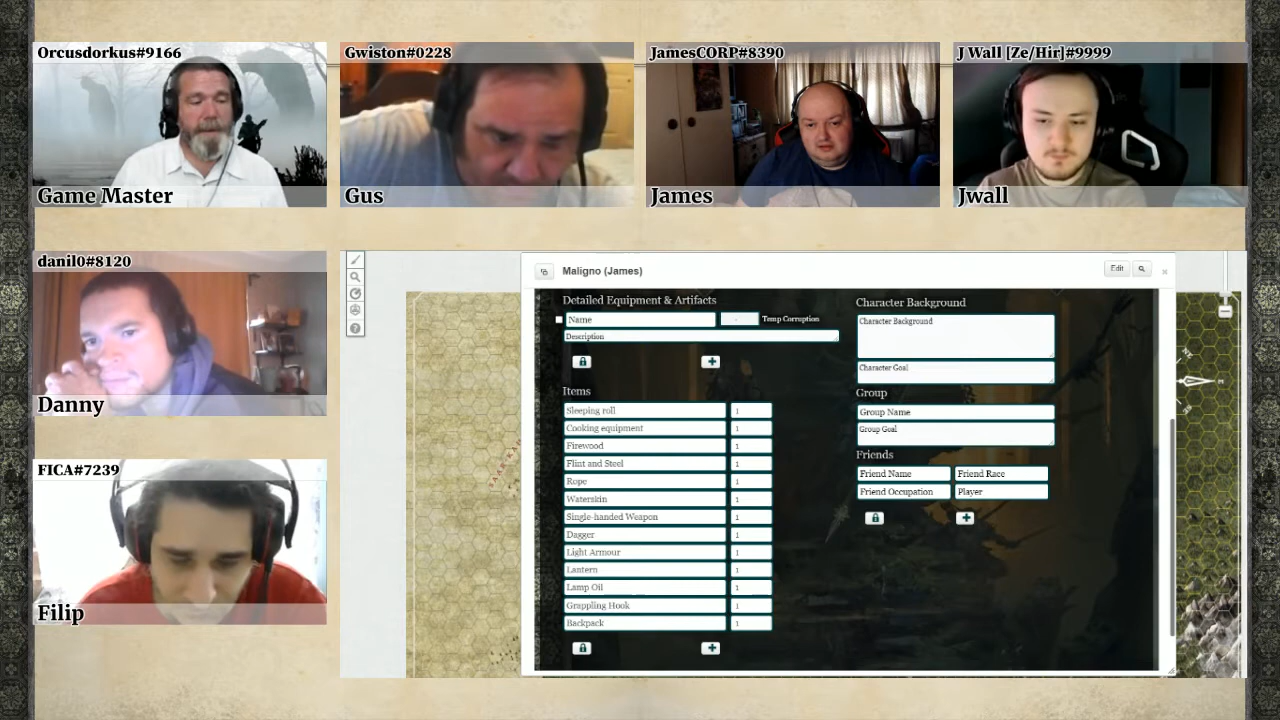 Orcusdorkus#9166
Game Master
Gwiston#0228
Gus
JamesCORP#8390
James
J Wall [Ze/Hir]#9999
Jwall
danil0#8120
Danny
FICA#7239
Filip
Maligno (James)
Edit
Detailed Equipment & Artifacts
Name
Temp Corruption
Description
Items
Sleeping roll 1
Cooking equipment 1
Firewood 1
Flint and Steel 1
Rope 1
Waterskin 1
Single-handed Weapon 1
Dagger 1
Light Armour 1
Lantern 1
Lamp Oil 1
Grappling Hook 1
Backpack 1
Character Background
Character Background
Character Goal
Group
Group Name
Group Goal
Friends
Friend Name Friend Race
Friend Occupation Player